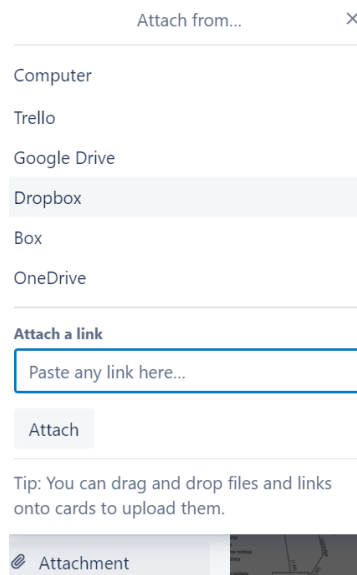 Attach from...
Computer
Trello
Google Drive
Dropbox
Box
OneDrive
Attach a link
Paste any link here...
Attach
Tip: You can drag and drop files and links
onto cards to upload them.
Attachment